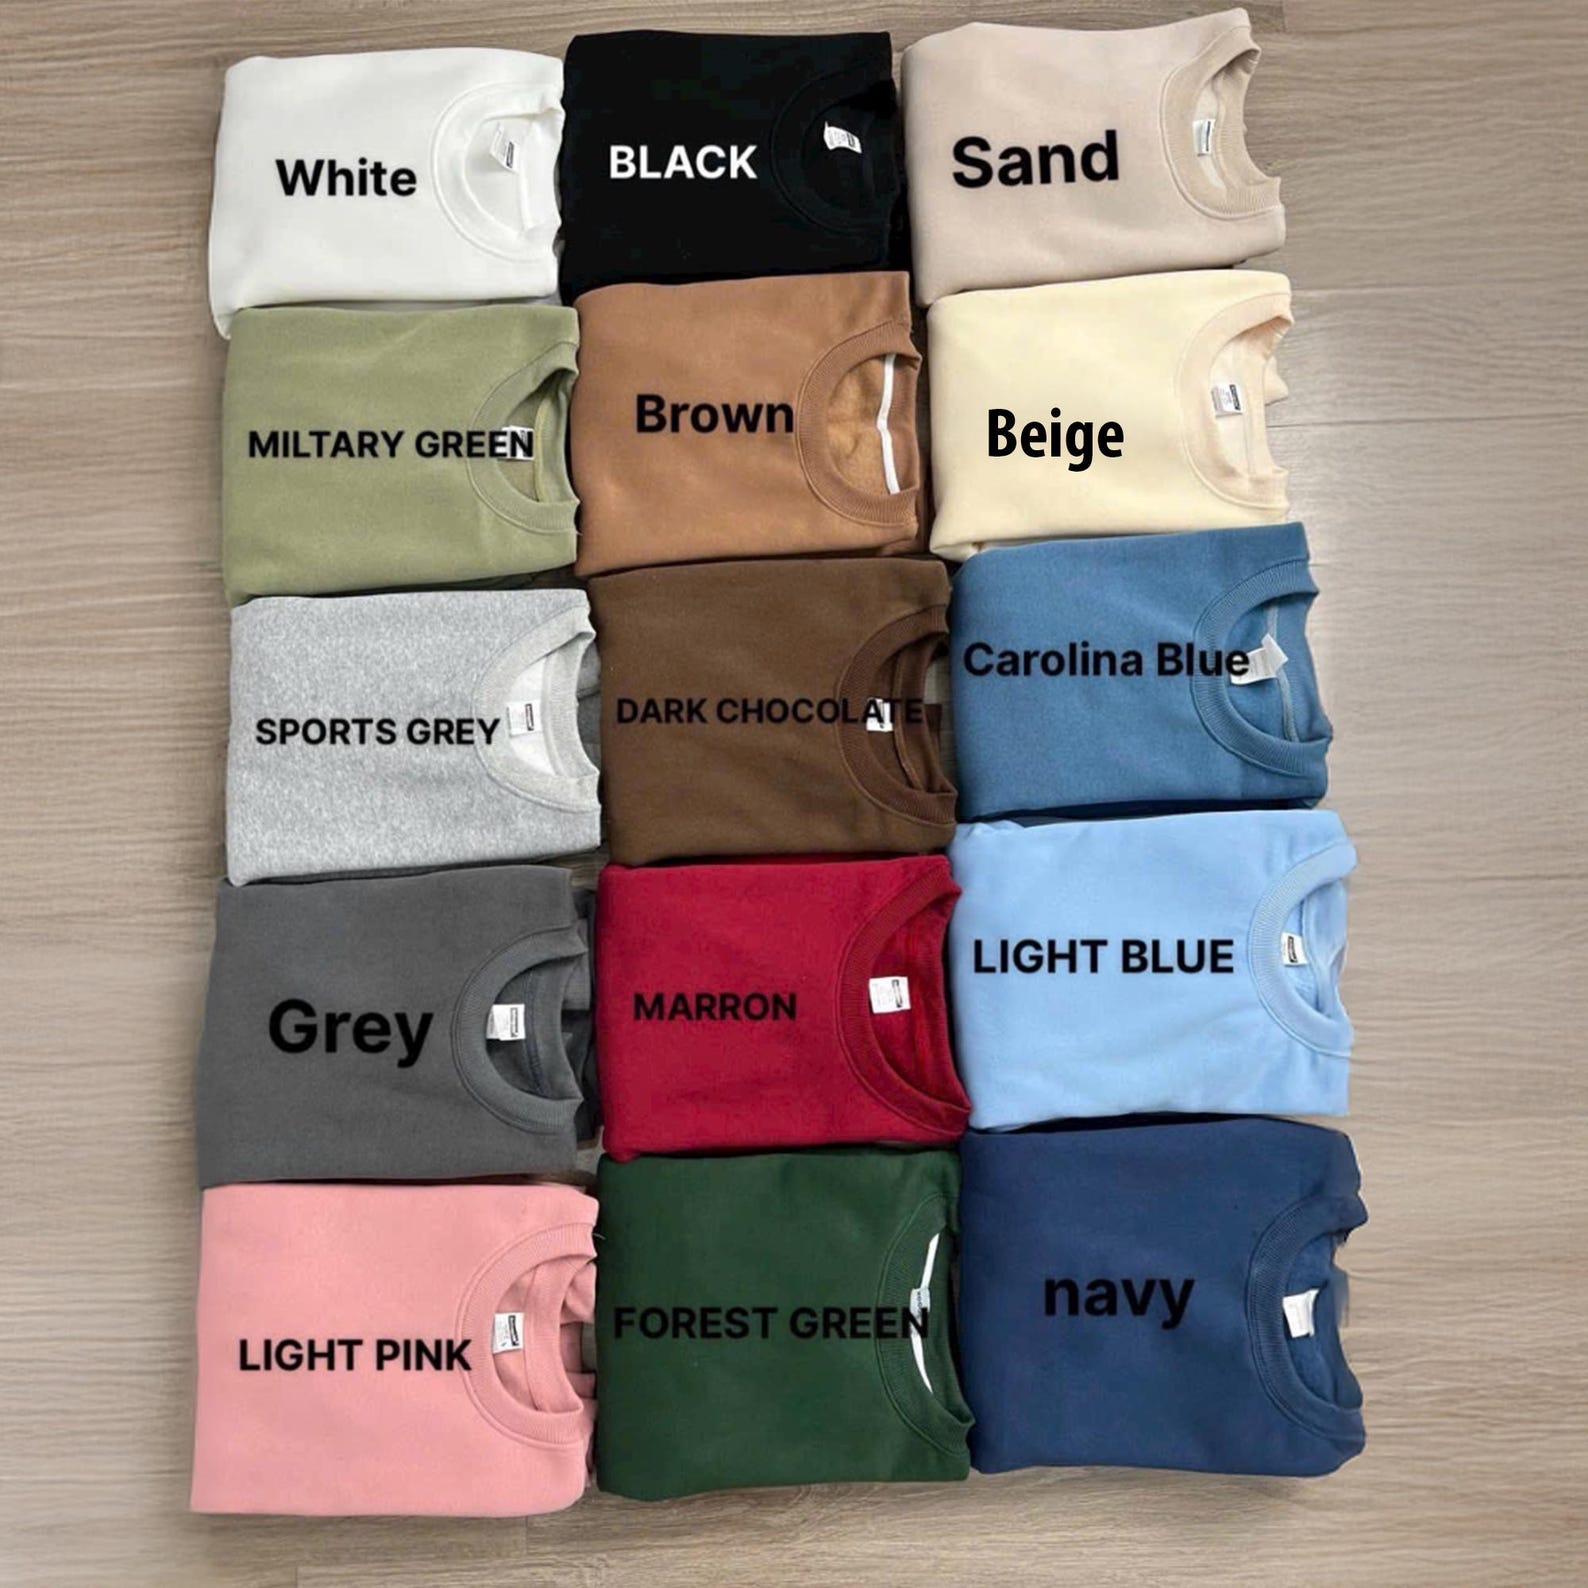 White
BLACK
Sand
MILTARY GREEN
Brown
Beige
SPORTS GREY
DARK CHOCOLATE
Carolina Blue
Grey
MARRON
LIGHT BLUE
LIGHT PINK
FOREST GREEN
navy